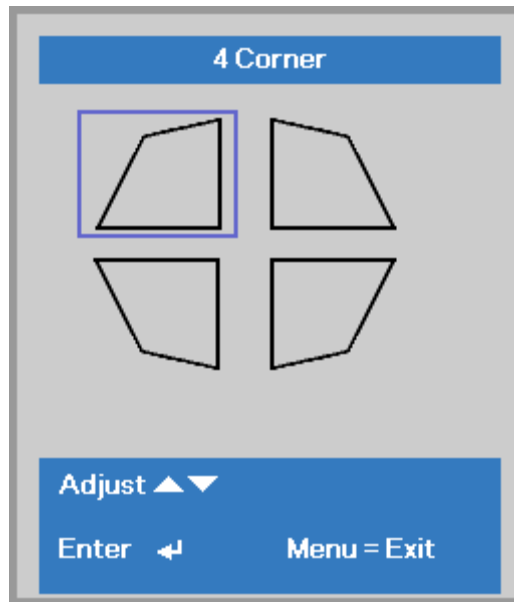 4 Corner
Adjust ▲▼
Enter ↵ Menu = Exit